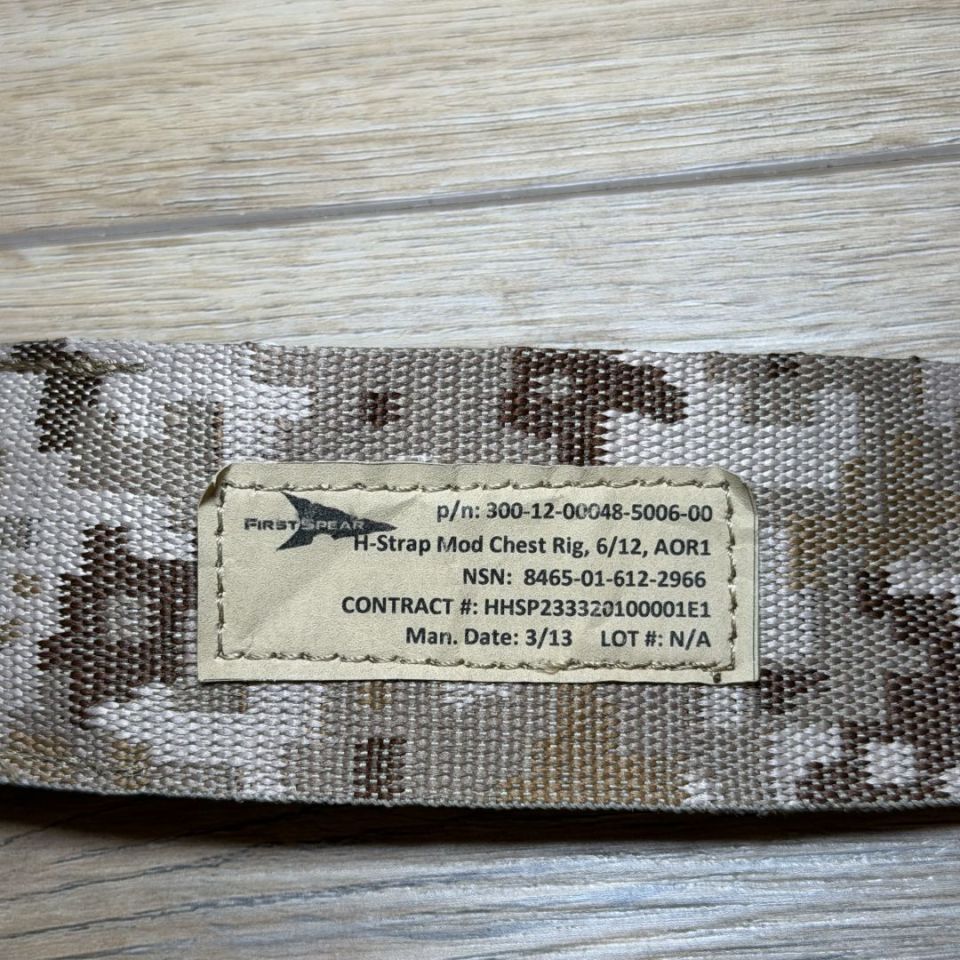 FIRSTSPEAR
p/n: 300-12-00048-5006-00
H-Strap Mod Chest Rig, 6/12, AOR1
NSN: 8465-01-612-2966
CONTRACT #: HHSP233320100001E1
Man. Date: 3/13 LOT #: N/A